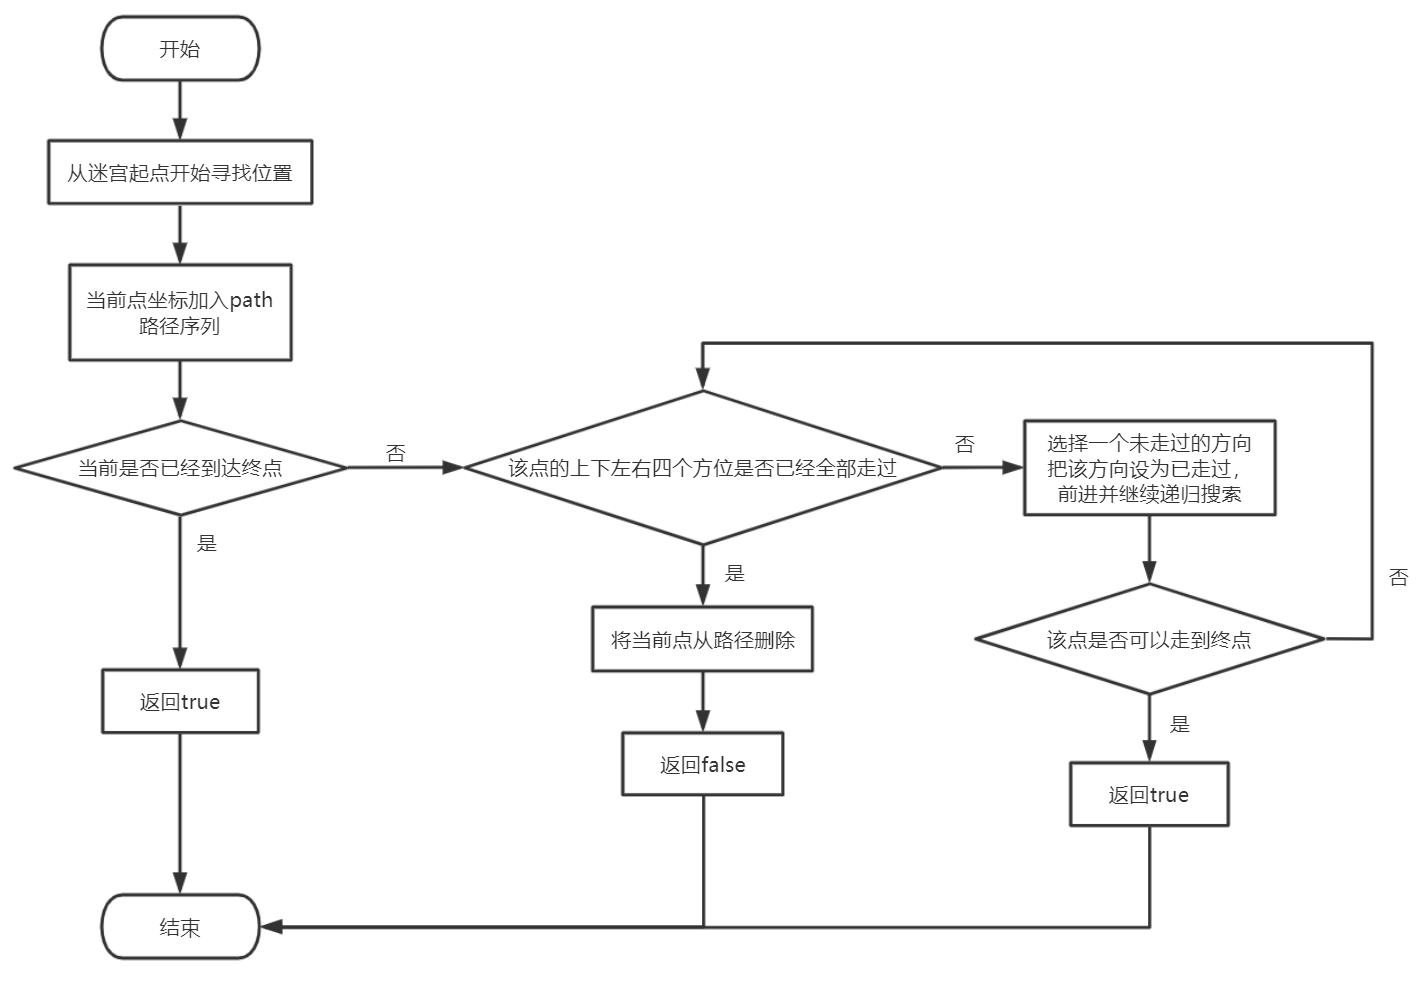 开始
从迷宫起点开始寻找位置
当前点坐标加入path
路径序列
当前是否已经到达终点
否
是
返回true
结束
该点的上下左右四个方位是否已经全部走过
否
是
将当前点从路径删除
返回false
选择一个未走过的方向
把该方向设为已走过，
前进并继续递归搜索
该点是否可以走到终点
否
是
返回true